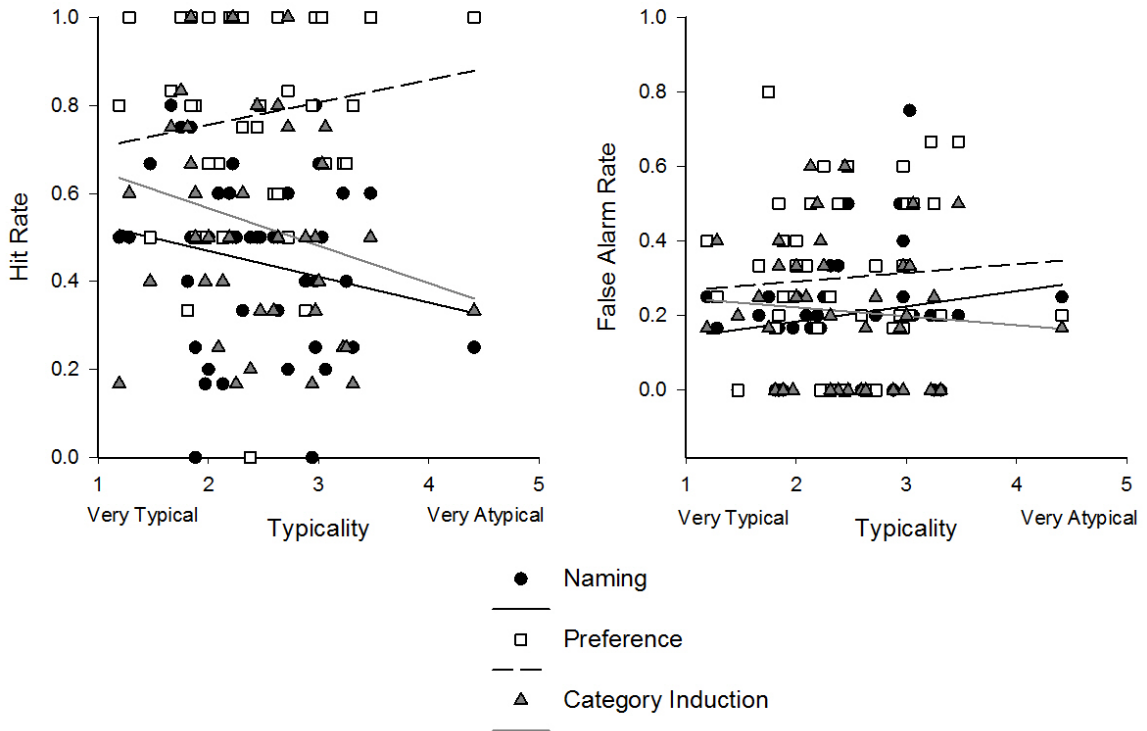 1.0
0.8
0.6
0.4
0.2
0.0
Hit Rate
1 2 3 4 5
Very Typical Typicality Very Atypical
1.0
0.8
0.6
0.4
0.2
0.0
False Alarm Rate
1 2 3 4 5
Very Typical Typicality Very Atypical
Naming
Preference
Category Induction